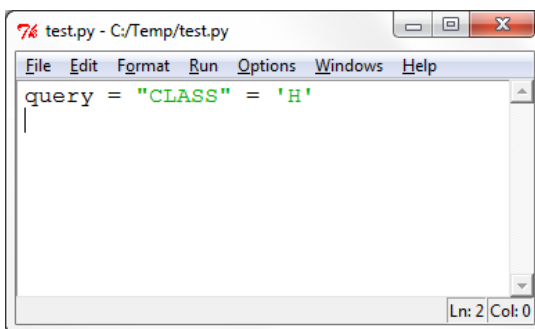 test.py - C:/Temp/test.py
File Edit Format Run Options Windows Help
query = "CLASS" = 'H'
Ln: 2 Col: 0